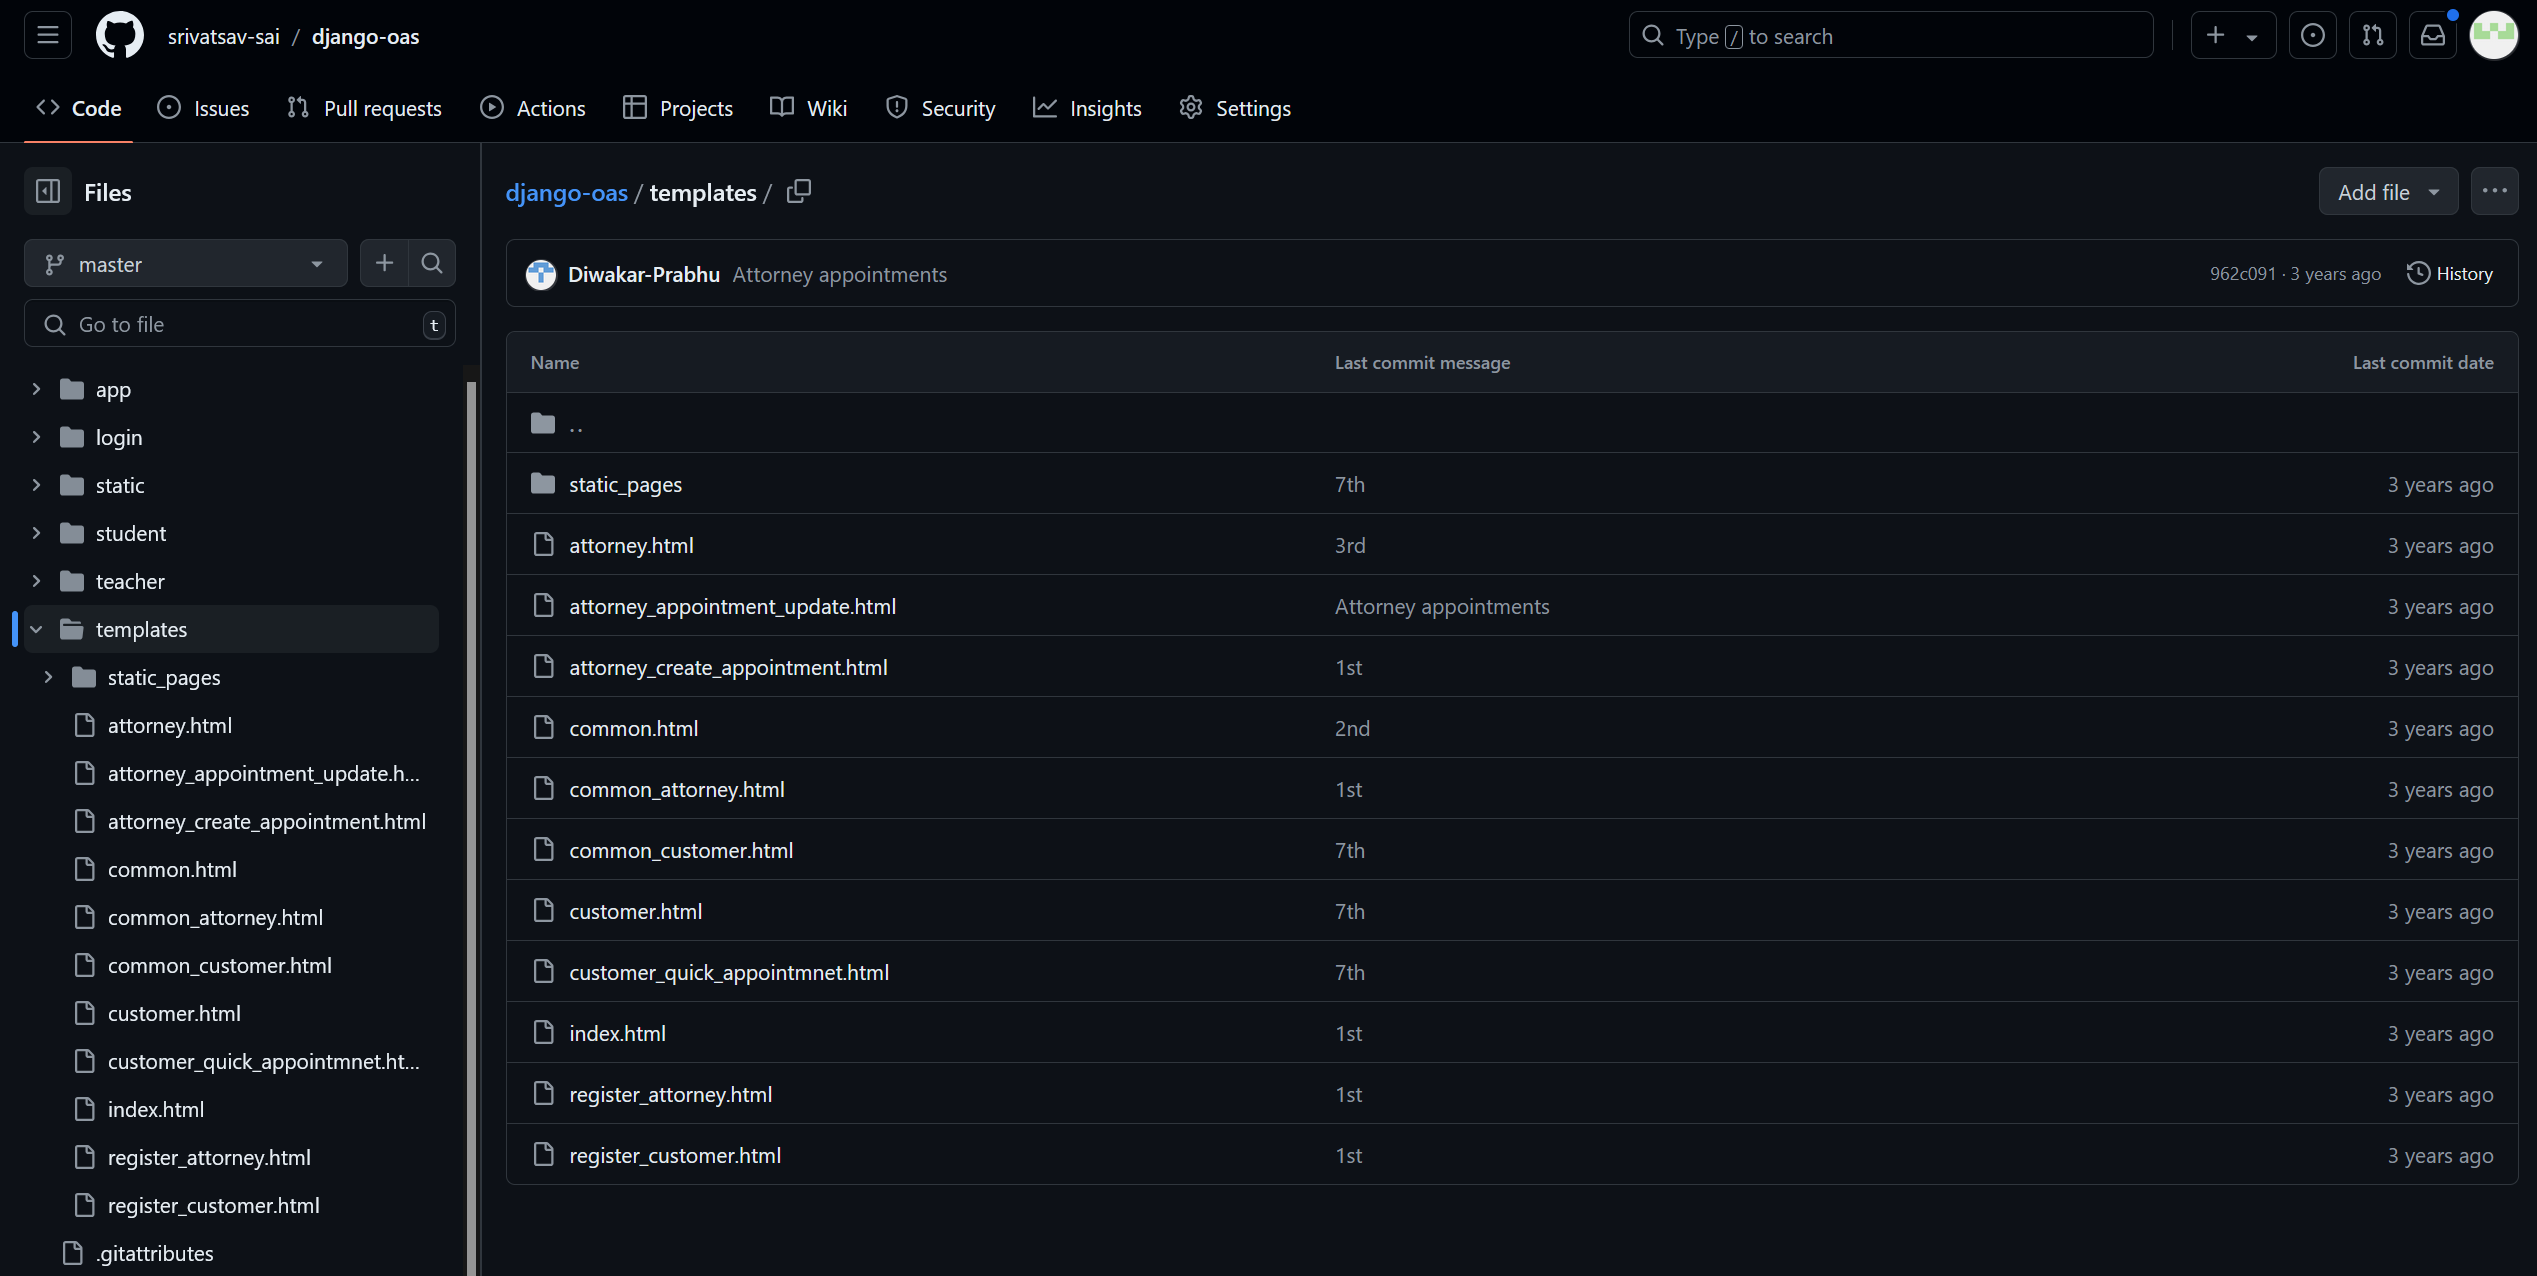 srivatsav-sai / django-oas
Type / to search
Code Issues Pull requests Actions Projects Wiki Security Insights Settings
Files
master
Go to file t
app
login
static
student
teacher
templates
static_pages
attorney.html
attorney_appointment_update.h...
attorney_create_appointment.html
common.html
common_attorney.html
common_customer.html
customer.html
customer_quick_appointmnet.ht...
index.html
register_attorney.html
register_customer.html
.gitattributes
django-oas / templates /
Add file
Diwakar-Prabhu Attorney appointments 962c091 · 3 years ago History
Name Last commit message Last commit date
..
static_pages 7th 3 years ago
attorney.html 3rd 3 years ago
attorney_appointment_update.html Attorney appointments 3 years ago
attorney_create_appointment.html 1st 3 years ago
common.html 2nd 3 years ago
common_attorney.html 1st 3 years ago
common_customer.html 7th 3 years ago
customer.html 7th 3 years ago
customer_quick_appointmnet.html 7th 3 years ago
index.html 1st 3 years ago
register_attorney.html 1st 3 years ago
register_customer.html 1st 3 years ago